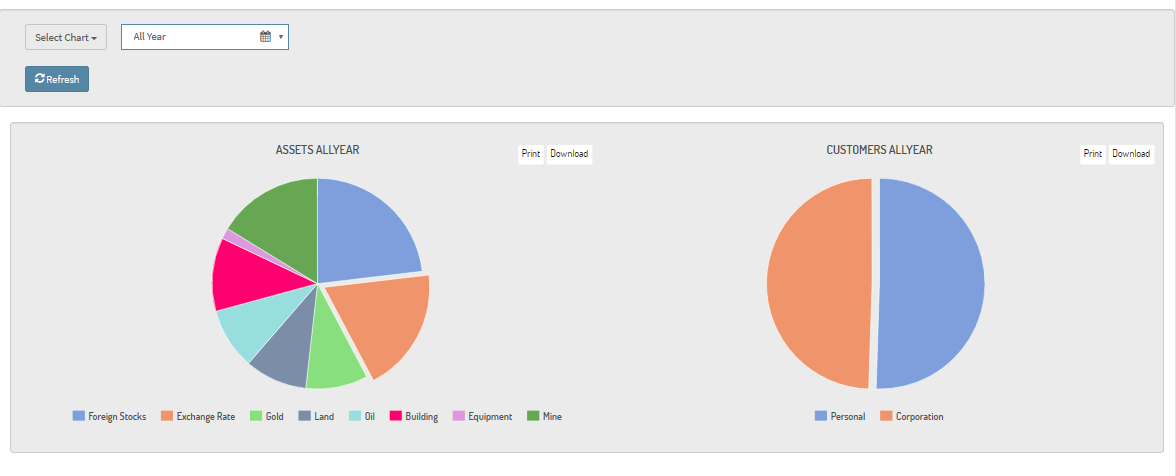 Select Chart
All Year
Refresh
ASSETS ALLYEAR
Print
Download
Foreign Stocks
Exchange Rate
Gold
Land
Oil
Building
Equipment
Mine
CUSTOMERS ALLYEAR
Print
Download
Personal
Corporation